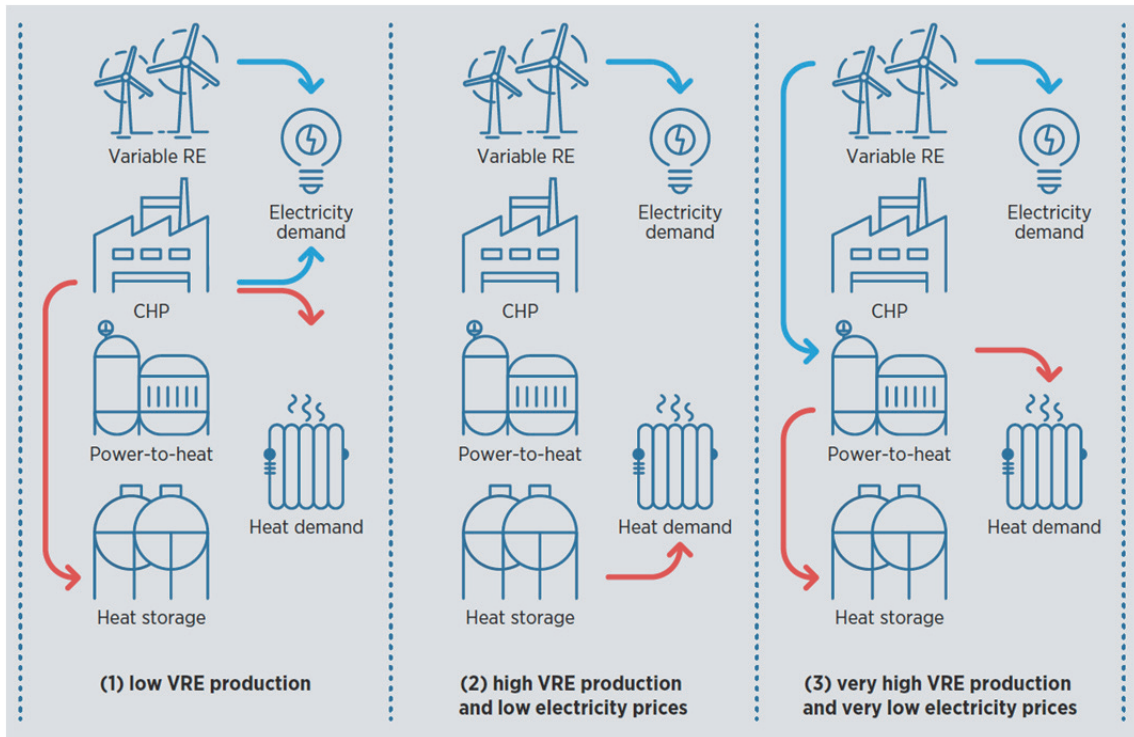 Variable RE
Electricity
demand
CHP
Power-to-heat
Heat demand
Heat storage
(1) low VRE production
Variable RE
Electricity
demand
CHP
Power-to-heat
Heat demand
Heat storage
(2) high VRE production
and low electricity prices
Variable RE
Electricity
demand
CHP
Power-to-heat
Heat demand
Heat storage
(3) very high VRE production
and very low electricity prices